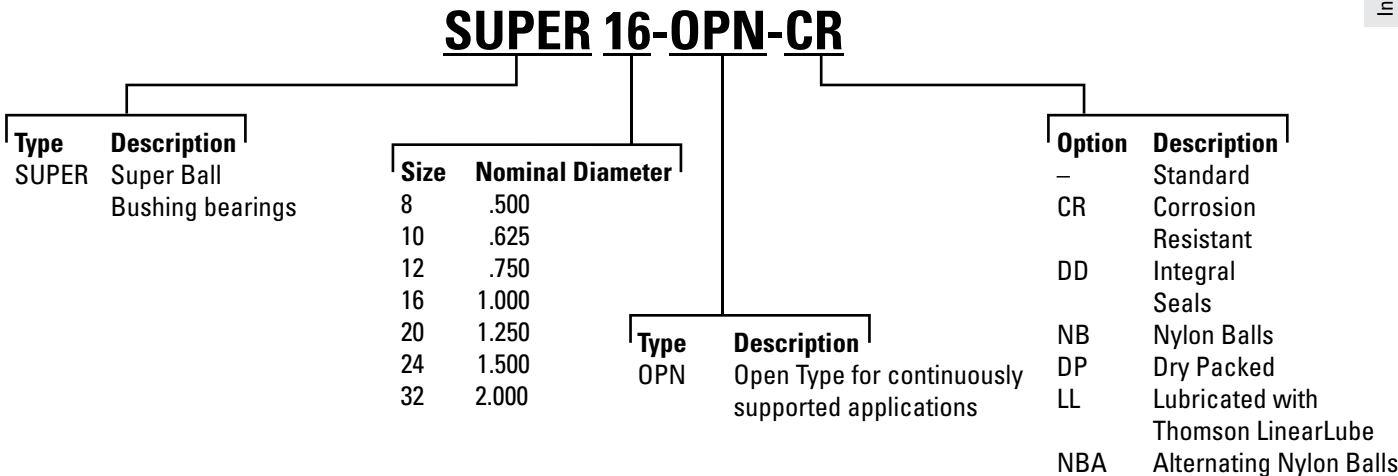 In
SUPER 16-OPN-CR
Type Description
SUPER Super Ball
Bushing bearings
Size Nominal Diameter
8 .500
10 .625
12 .750
16 1.000
20 1.250
24 1.500
32 2.000
Type Description
OPN Open Type for continuously
supported applications
Option Description
– Standard
CR Corrosion
Resistant
DD Integral
Seals
NB Nylon Balls
DP Dry Packed
LL Lubricated with
Thomson LinearLube
NBA Alternating Nylon Balls